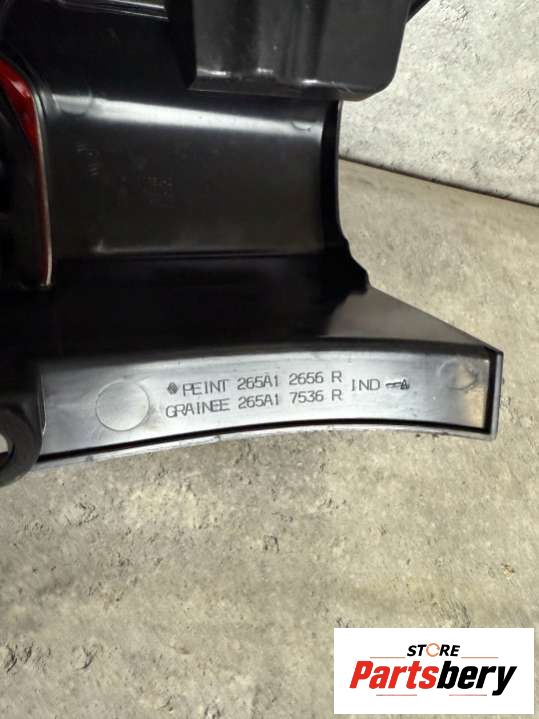 PEINT 265A1 2656 R
GRAINEE 265A1 7536 R
IND
STORE
Partsbery